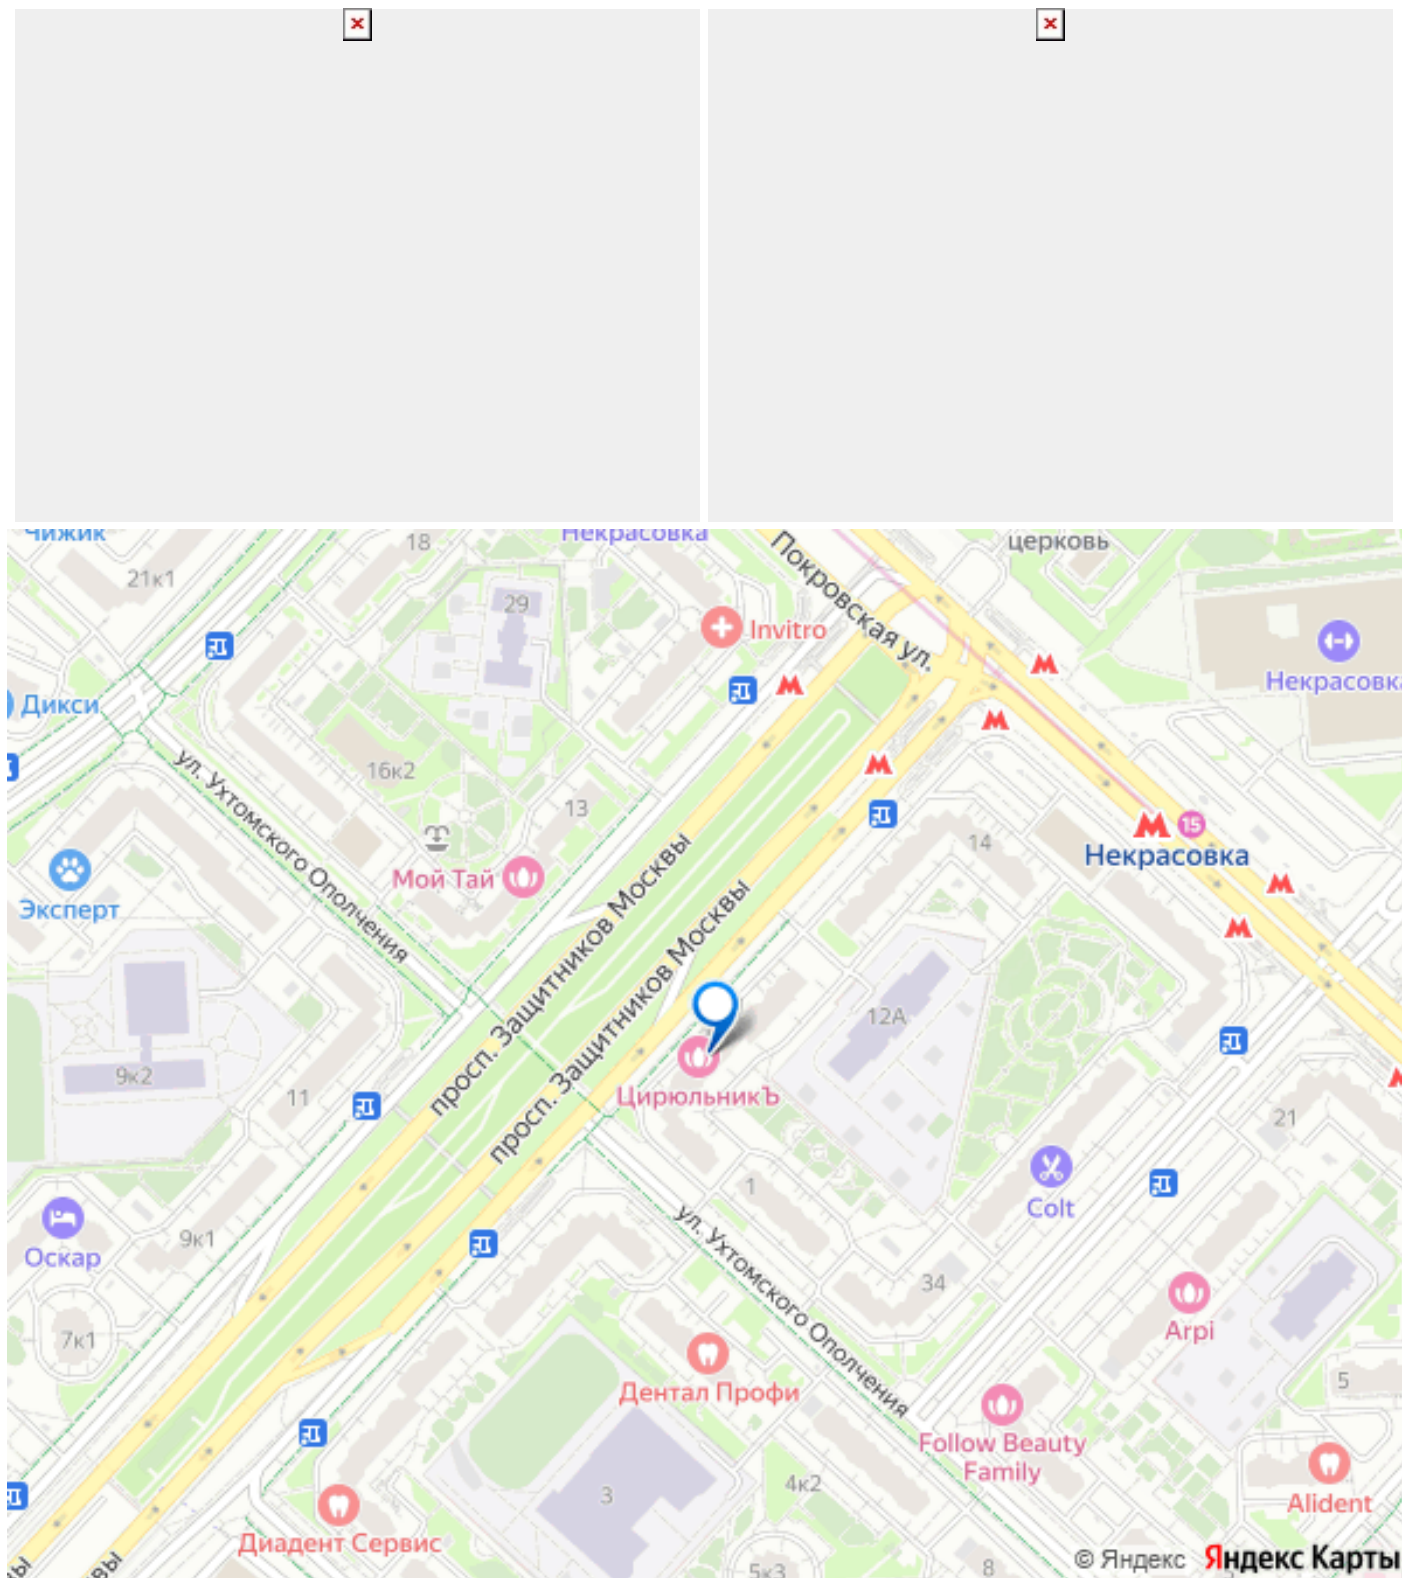 Чижик
18
Некрасовка
церковь
21к1
29
Покровская ул.
Invitro
Некрасовка
Дикси
16к2
ул. Ухтомского Ополчения
13
15
Некрасовка
14
Мой Тай
просп. Защитников Москвы
просп. Защитников Москвы
Эксперт
12А
9к2
11
ЦирюльникЪ
21
1
Colt
ул. Ухтомского Ополчения
9к1
Оскар
34
7к1
Arpi
Дентал Профи
5
Follow Beauty
Family
4к2
3
Alident
Диадент Сервис
5к3
8
© Яндекс Яндекс Карты